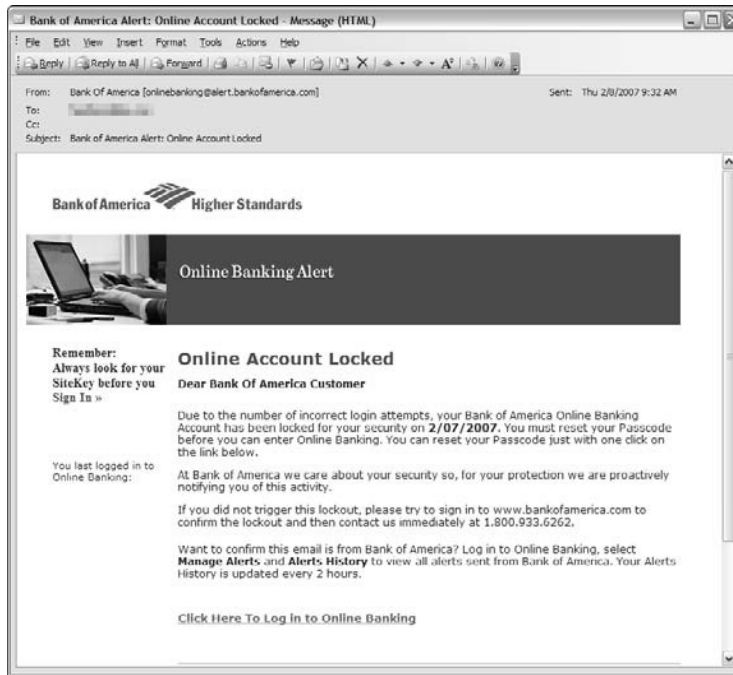 Bank of America Alert: Online Account Locked - Message (HTML)
File Edit View Insert Format Tools Actions Help
Reply Reply to All Forward
From: Bank Of America [onlinebanking@alert.bankofamerica.com] Sent: Thu 2/8/2007 9:32 AM
To:
Cc:
Subject: Bank of America Alert: Online Account Locked
Bank of America Higher Standards
Online Banking Alert
Remember:
Always look for your
SiteKey before you
Sign In »
You last logged in to
Online Banking:
Online Account Locked
Dear Bank Of America Customer
Due to the number of incorrect login attempts, your Bank of America Online Banking
Account has been locked for your security on 2/07/2007. You must reset your Passcode
before you can enter Online Banking. You can reset your Passcode just with one click on
the link below.
At Bank of America we care about your security so, for your protection we are proactively
notifying you of this activity.
If you did not trigger this lockout, please try to sign in to www.bankofamerica.com to
confirm the lockout and then contact us immediately at 1.800.933.6262.
Want to confirm this email is from Bank of America? Log in to Online Banking, select
Manage Alerts and Alerts History to view all alerts sent from Bank of America. Your Alerts
History is updated every 2 hours.
Click Here To Log in to Online Banking